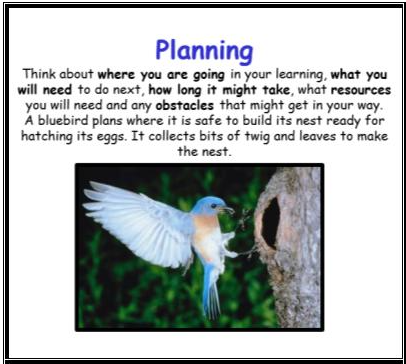 Planning
Think about where you are going in your learning, what you
will need to do next, how long it might take, what resources
you will need and any obstacles that might get in your way.
A bluebird plans where it is safe to build its nest ready for
hatching its eggs. It collects bits of twig and leaves to make
the nest.